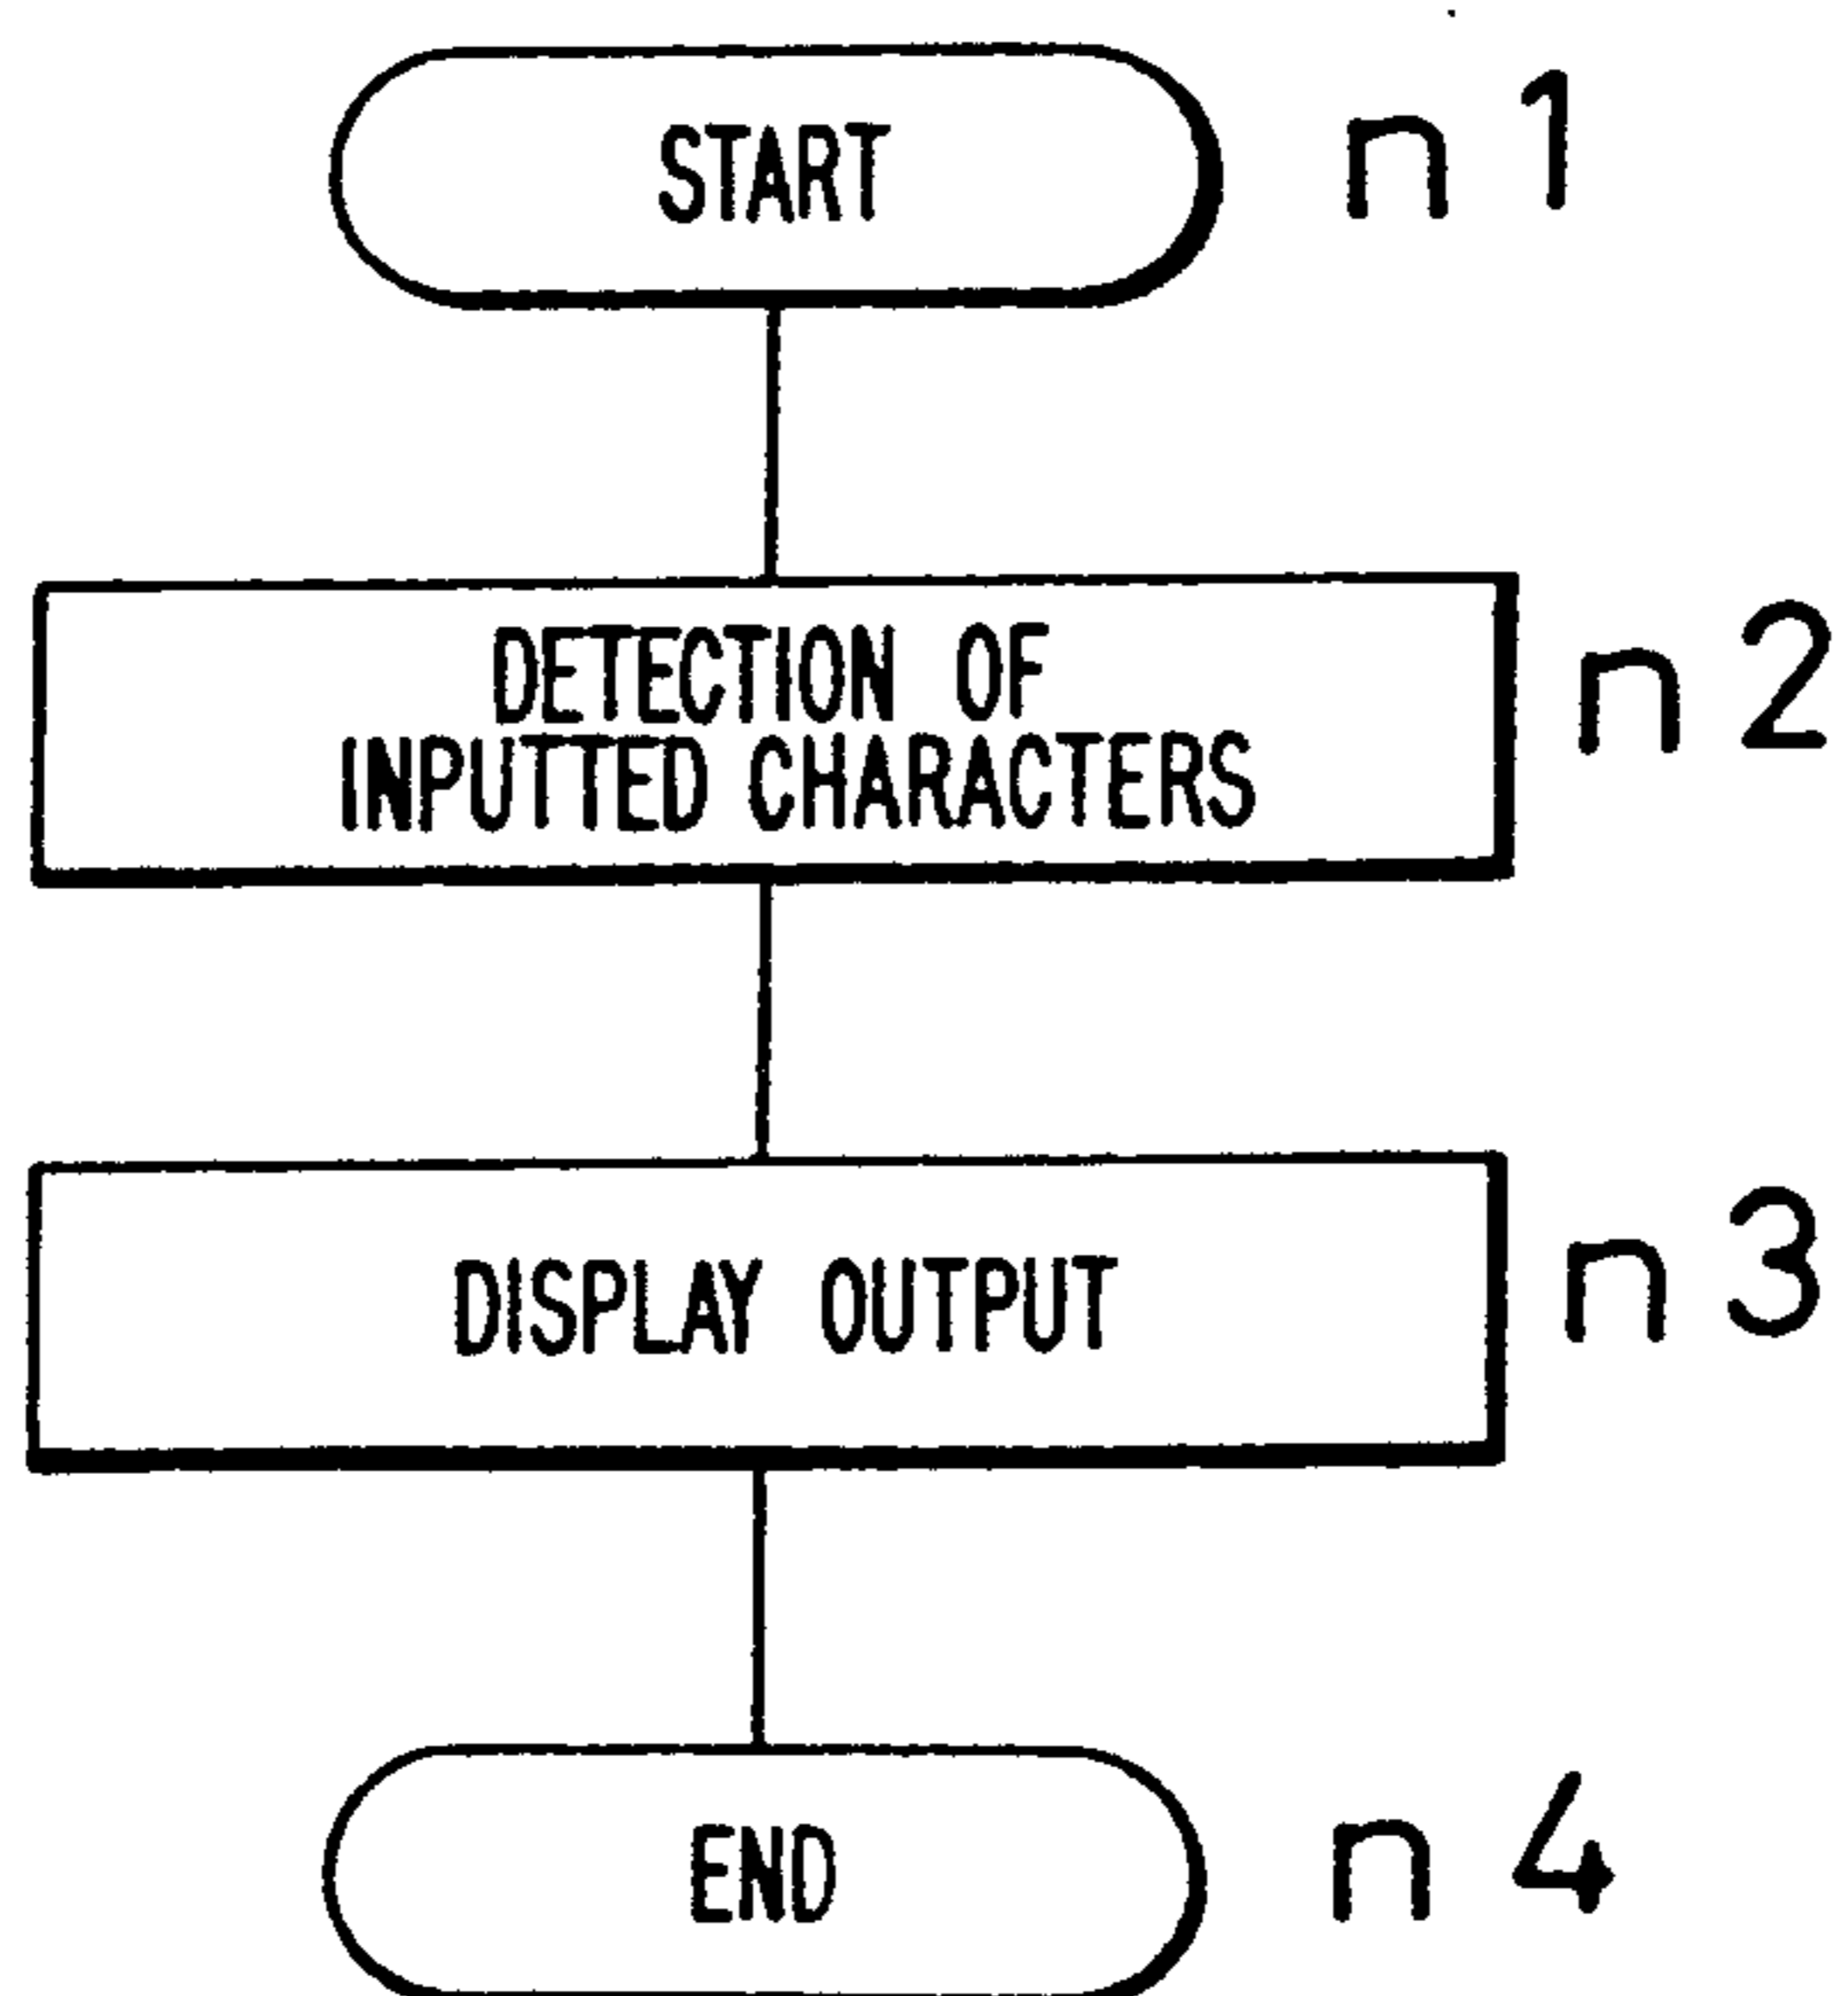 START n1
DETECTION OF
INPUTTED CHARACTERS n2
DISPLAY OUTPUT n3
END n4